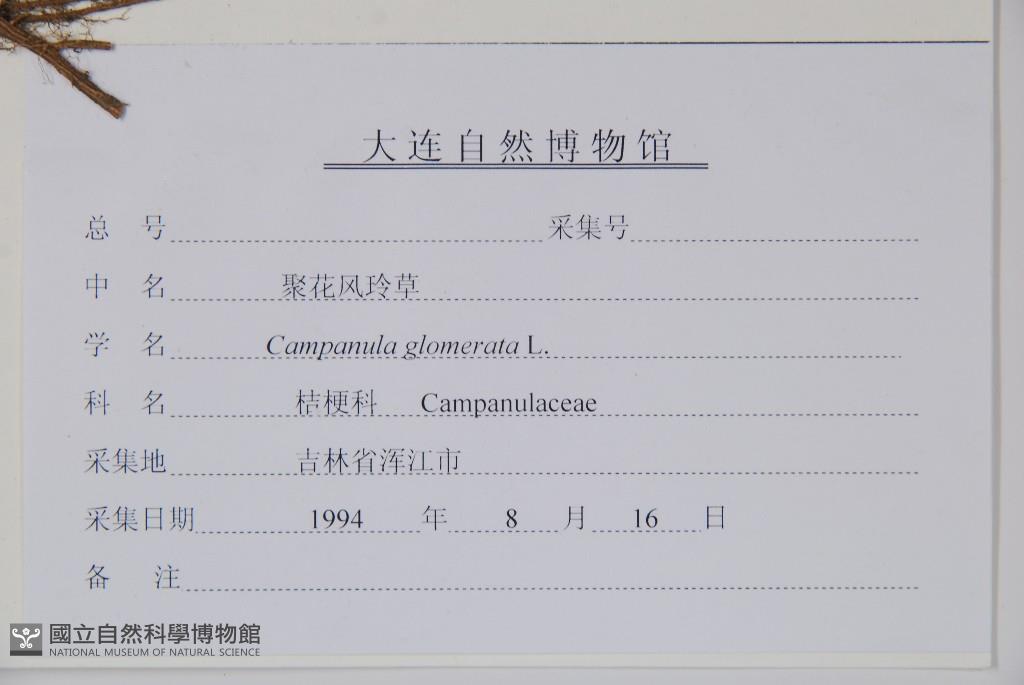 大连自然博物馆
总 号 采集号
中 名 聚花风玲草
学 名 Campanula glomerata L.
科 名 桔梗科 Campanulaceae
采集地 吉林省浑江市
采集日期 1994 年 8 月 16 日
备 注
國立自然科學博物館
NATIONAL MUSEUM OF NATURAL SCIENCE